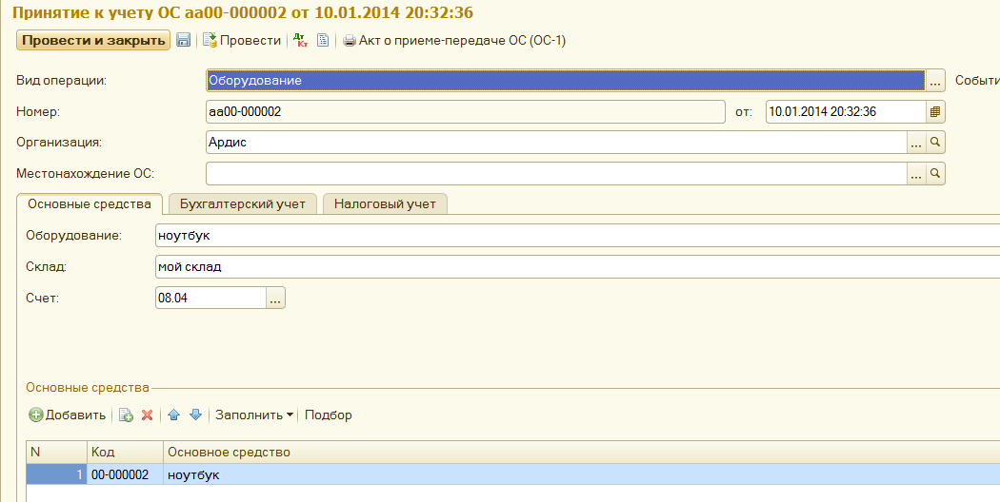 Принятие к учету ОС аа00-000002 от 10.01.2014 20:32:36
Провести и закрыть Провести Дт Кт Акт о приеме-передаче ОС (ОС-1)
Вид операции: Оборудование ... Событи
Номер: аа00-000002 от: 10.01.2014 20:32:36
Организация: Ардис ...
Местонахождение ОС: ...
Основные средства Бухгалтерский учет Налоговый учет
Оборудование: ноутбук
Склад: мой склад
Счет: 08.04 ...
Основные средства
Добавить Заполнить Подбор
N Код Основное средство
1 00-000002 ноутбук